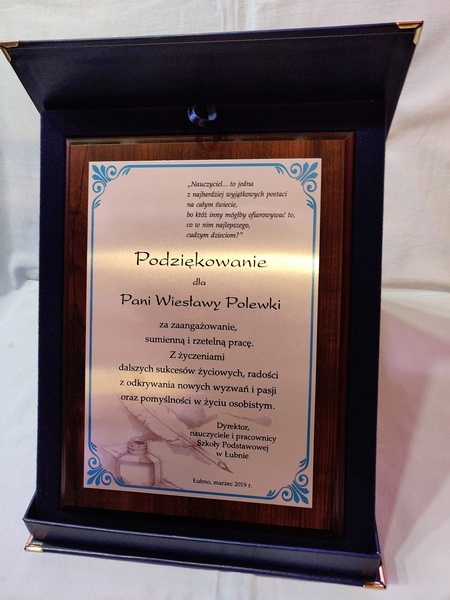 „Nauczyciel... to jedna
z najbardziej wyjątkowych postaci
na całym świecie,
bo któż inny mógłby ofiarowywać to,
co w nim najlepszego,
cudzym dzieciom?"
Podziękowanie
dla
Pani Wiesławy Polewki
za zaangażowanie,
sumienną i rzetelną pracę.
Z życzeniami
dalszych sukcesów życiowych, radości
z odkrywania nowych wyzwań i pasji
oraz pomyślności w życiu osobistym.
Dyrektor,
nauczyciele i pracownicy
Szkoły Podstawowej
w Łubnie
Łubno, marzec 2019 r.